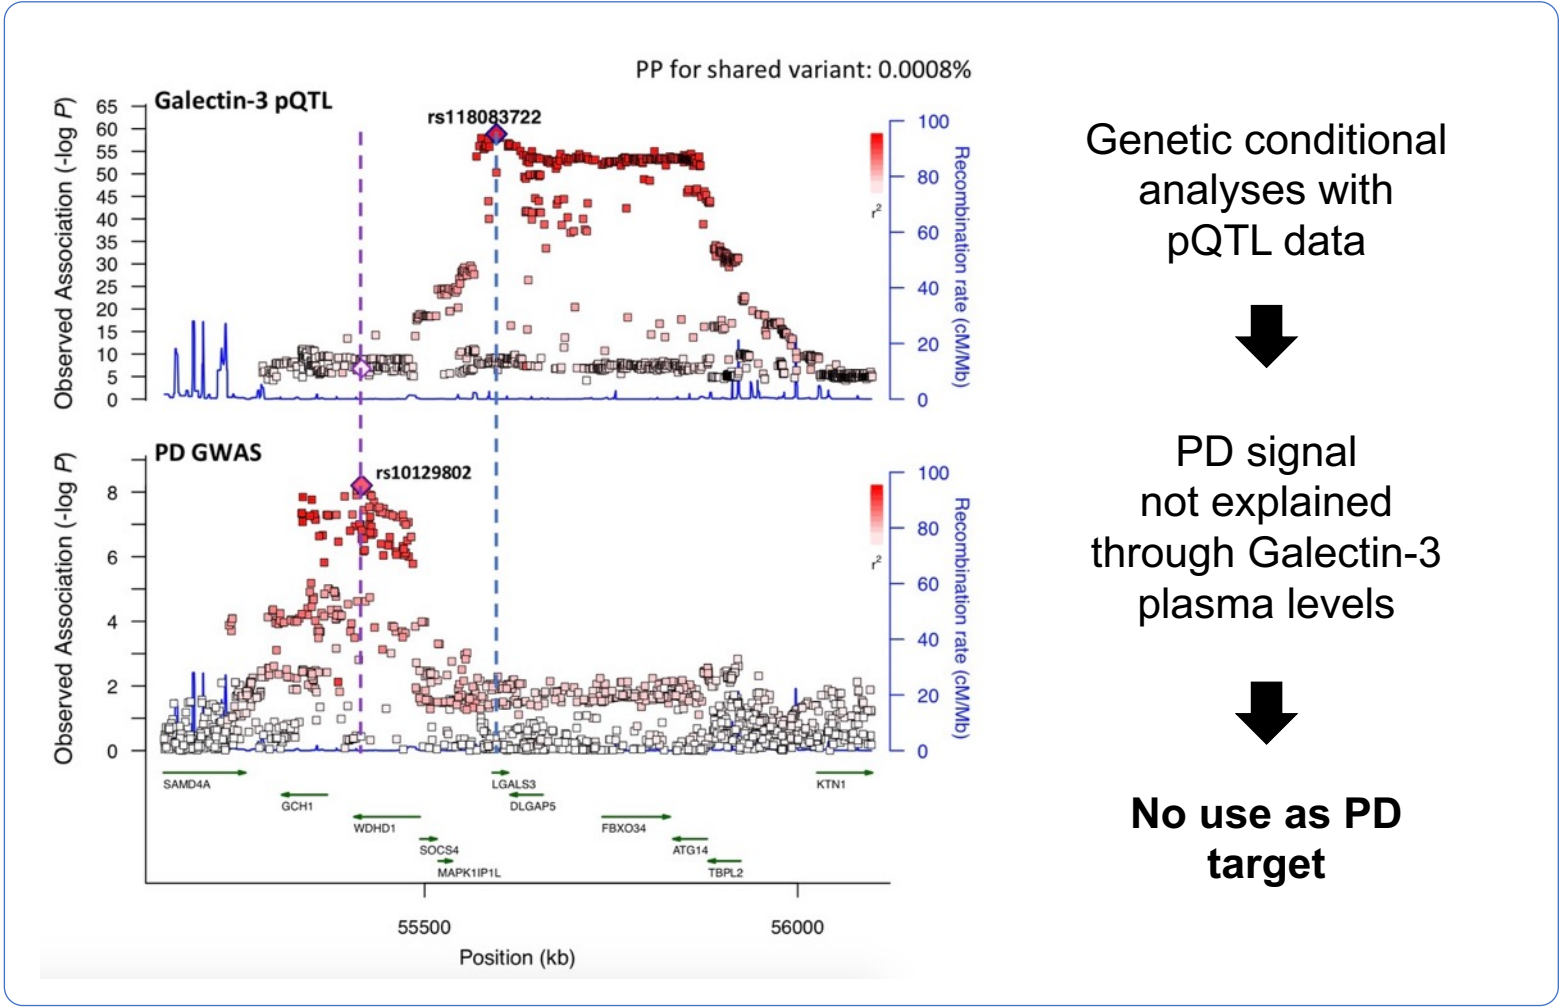 PP for shared variant: 0.0008%
Galectin-3 pQTL
rs118083722
Observed Association (-log P)
65
60
55
50
45
40
35
30
25
20
15
10
5
0
100
80
60
40
20
0
Recombination rate (cM/Mb)
r²
PD GWAS
rs10129802
Observed Association (-log P)
8
6
4
2
0
100
80
60
40
20
0
Recombination rate (cM/Mb)
r²
SAMD4A
LGALS3
KTN1
GCH1
DLGAP5
WDHD1
FBXO34
SOCS4
ATG14
MAPK1IP1L
TBPL2
55500
56000
Position (kb)
Genetic conditional
analyses with
pQTL data
PD signal
not explained
through Galectin-3
plasma levels
No use as PD
target